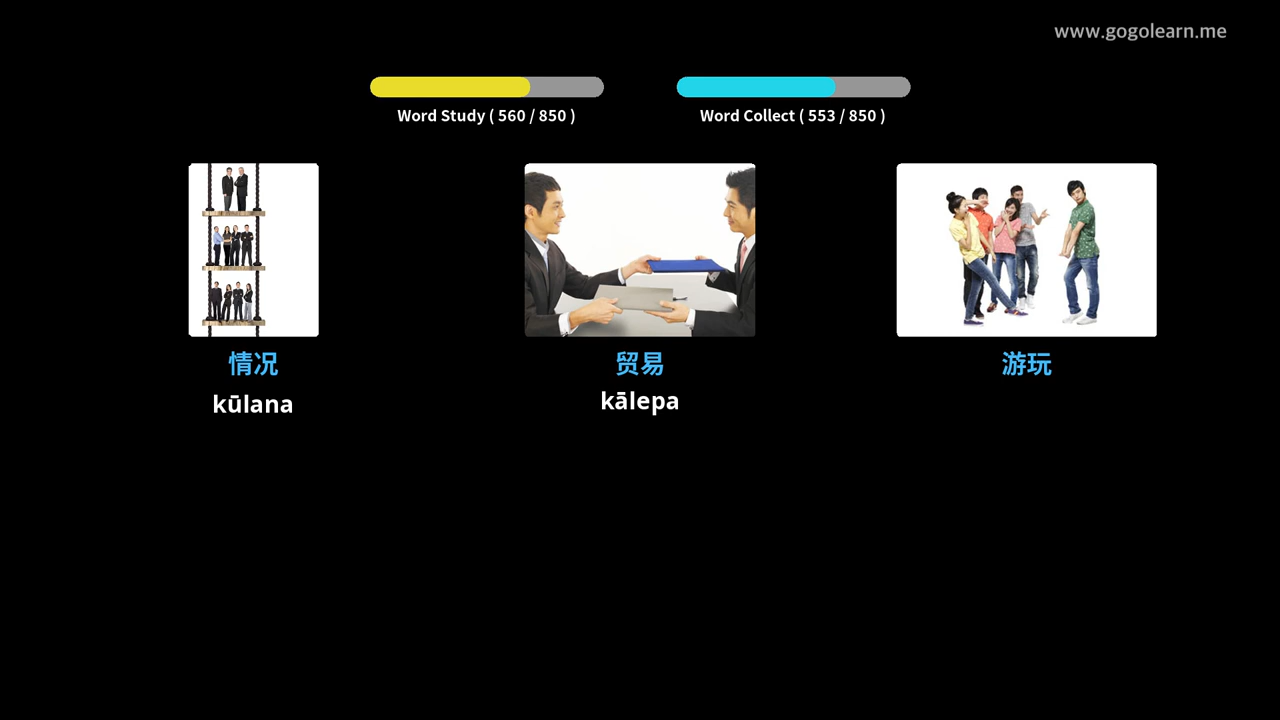 www.gogolearn.me
Word Study ( 560 / 850 )
Word Collect ( 553 / 850 )
情况
kūlana
贸易
kālepa
游玩